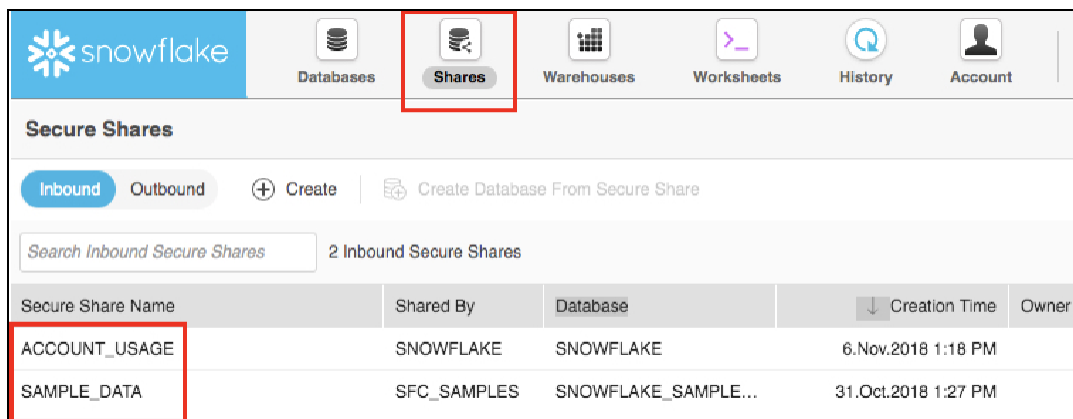 snowflake
Databases Shares Warehouses Worksheets History Account
Secure Shares
Inbound Outbound Create Create Database From Secure Share
Search Inbound Secure Shares 2 Inbound Secure Shares
Secure Share Name Shared By Database ↓ Creation Time Owner
ACCOUNT_USAGE SNOWFLAKE SNOWFLAKE 6.Nov.2018 1:18 PM
SAMPLE_DATA SFC_SAMPLES SNOWFLAKE_SAMPLE... 31.Oct.2018 1:27 PM